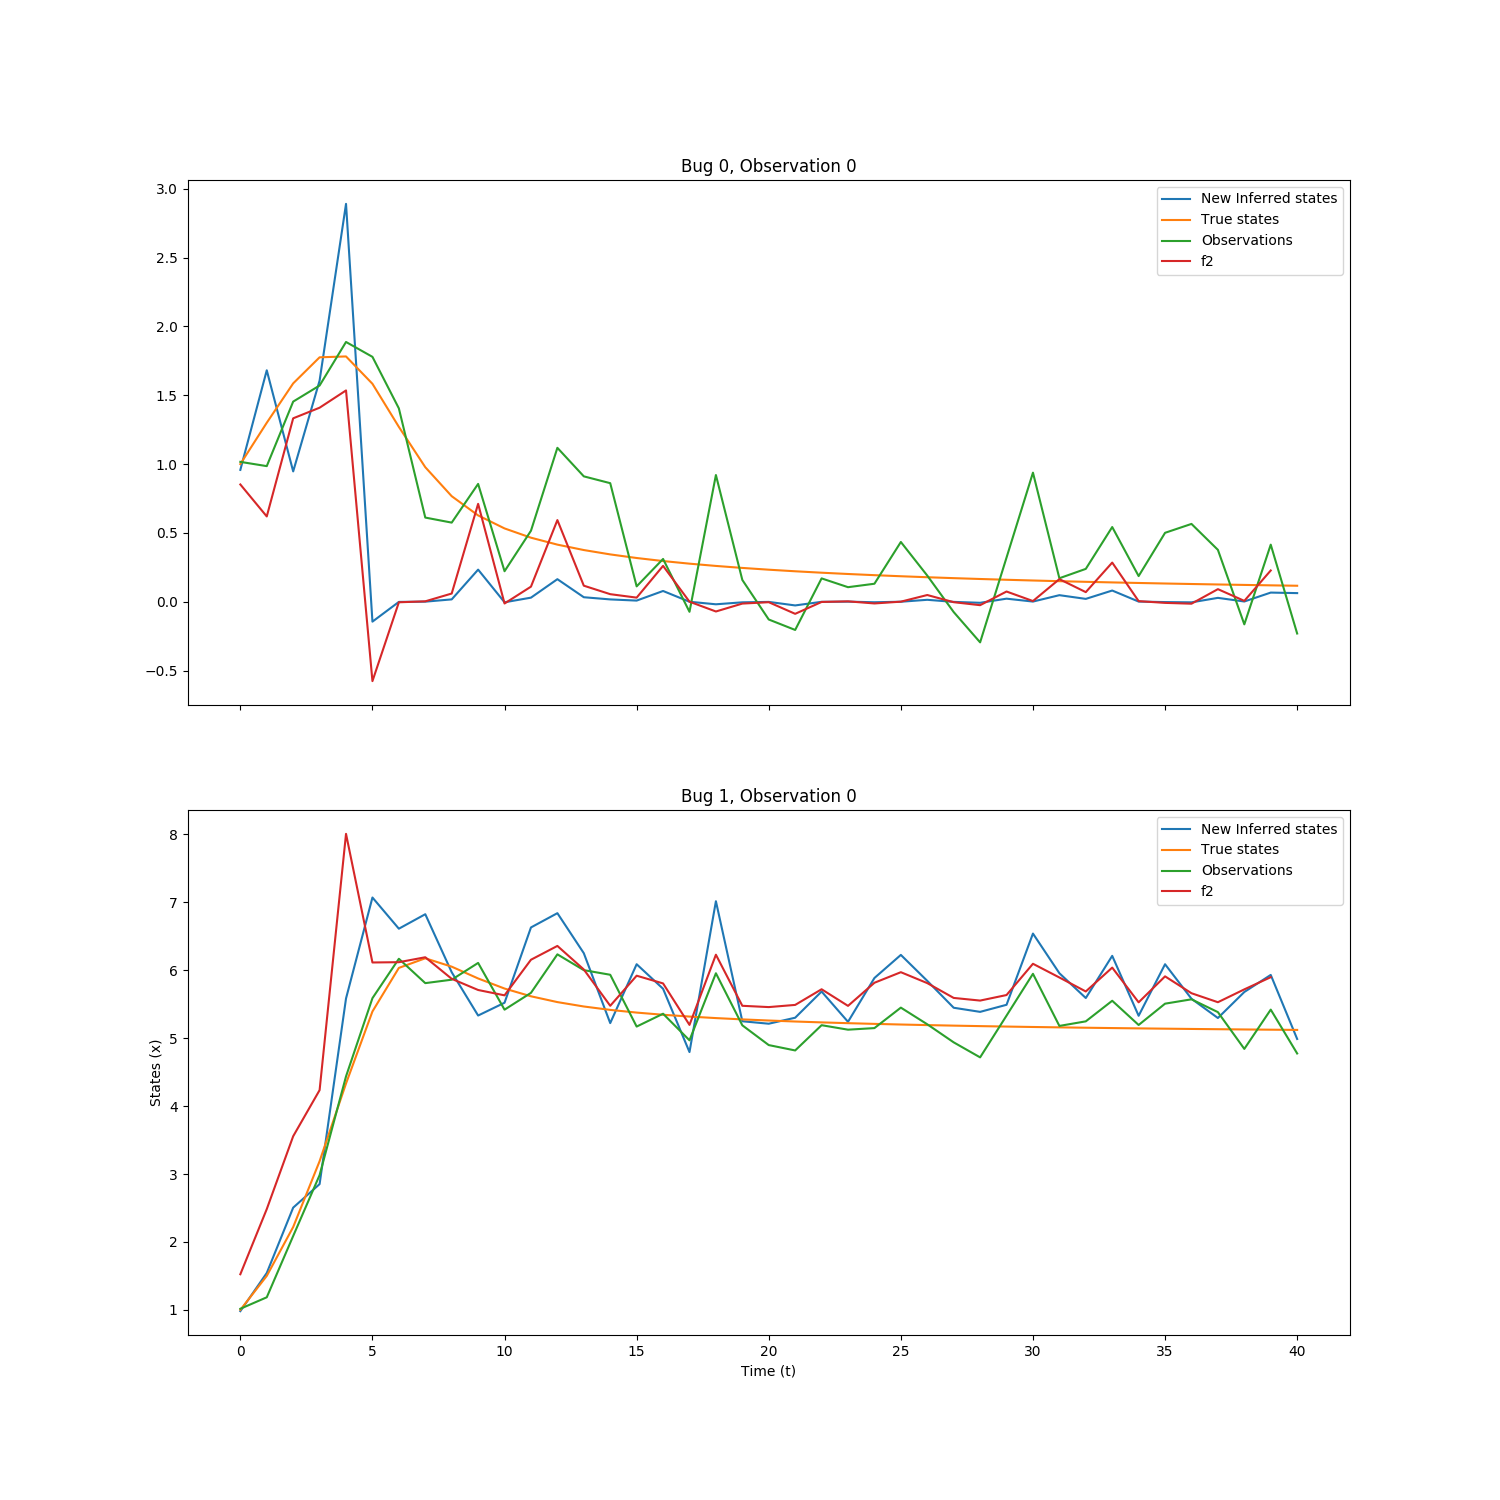 Bug 0, Observation 0
3.0
2.5
2.0
1.5
1.0
0.5
0.0
−0.5
New Inferred states
True states
Observations
f2
Bug 1, Observation 0
8
7
6
5
4
3
2
1
States (x)
New Inferred states
True states
Observations
f2
0 5 10 15 20 25 30 35 40
Time (t)